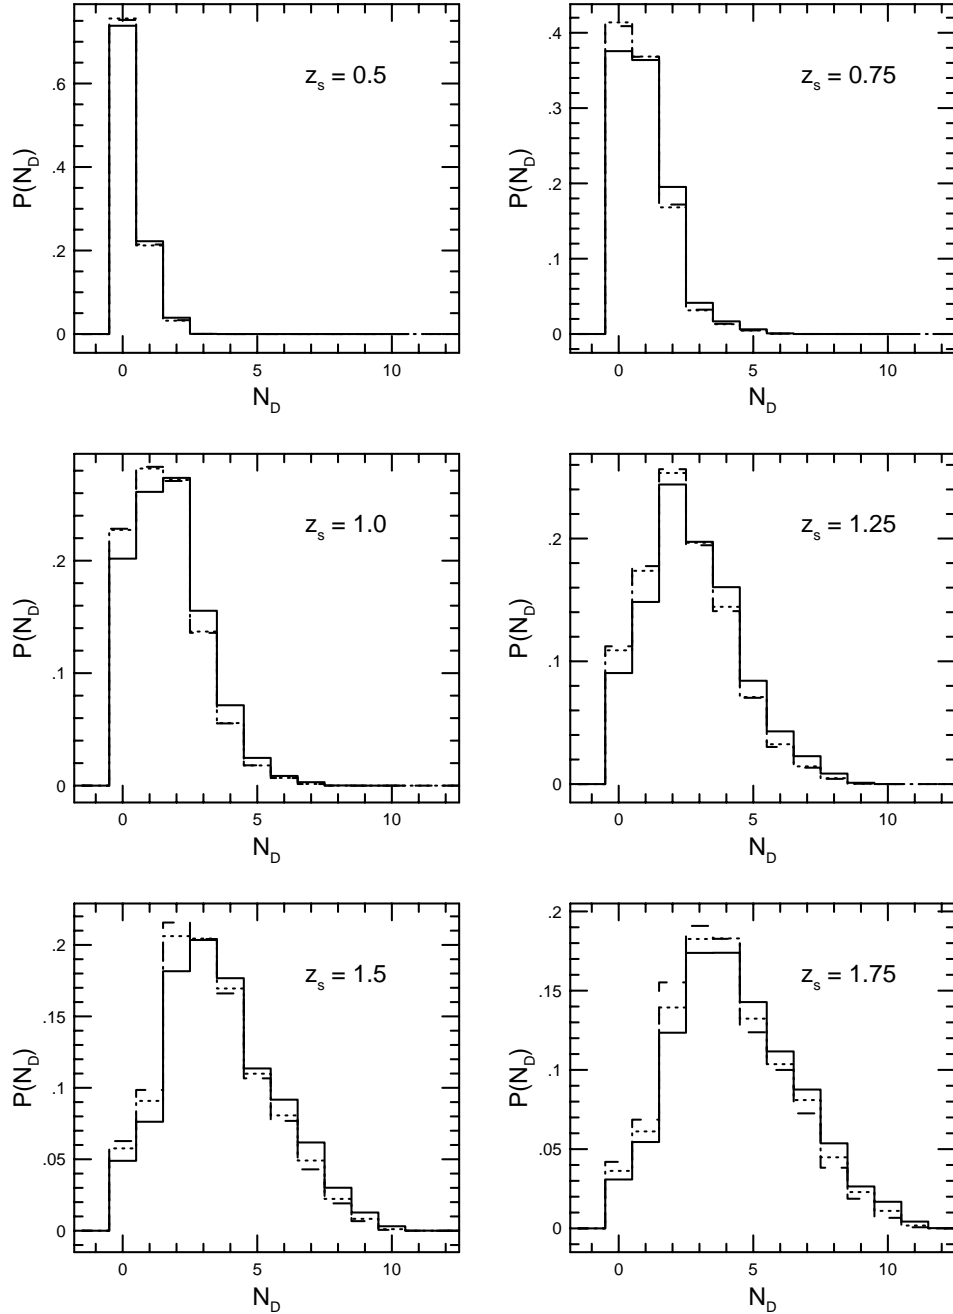 z_s = 0.5
P(N_D)
.6
.4
.2
0
0 5 10
N_D
z_s = 0.75
P(N_D)
.4
.3
.2
.1
0
0 5 10
N_D
z_s = 1.0
P(N_D)
.2
.1
0
0 5 10
N_D
z_s = 1.25
P(N_D)
.2
.1
0
0 5 10
N_D
z_s = 1.5
P(N_D)
.2
.15
.1
.05
0
0 5 10
N_D
z_s = 1.75
P(N_D)
.2
.15
.1
.05
0
0 5 10
N_D